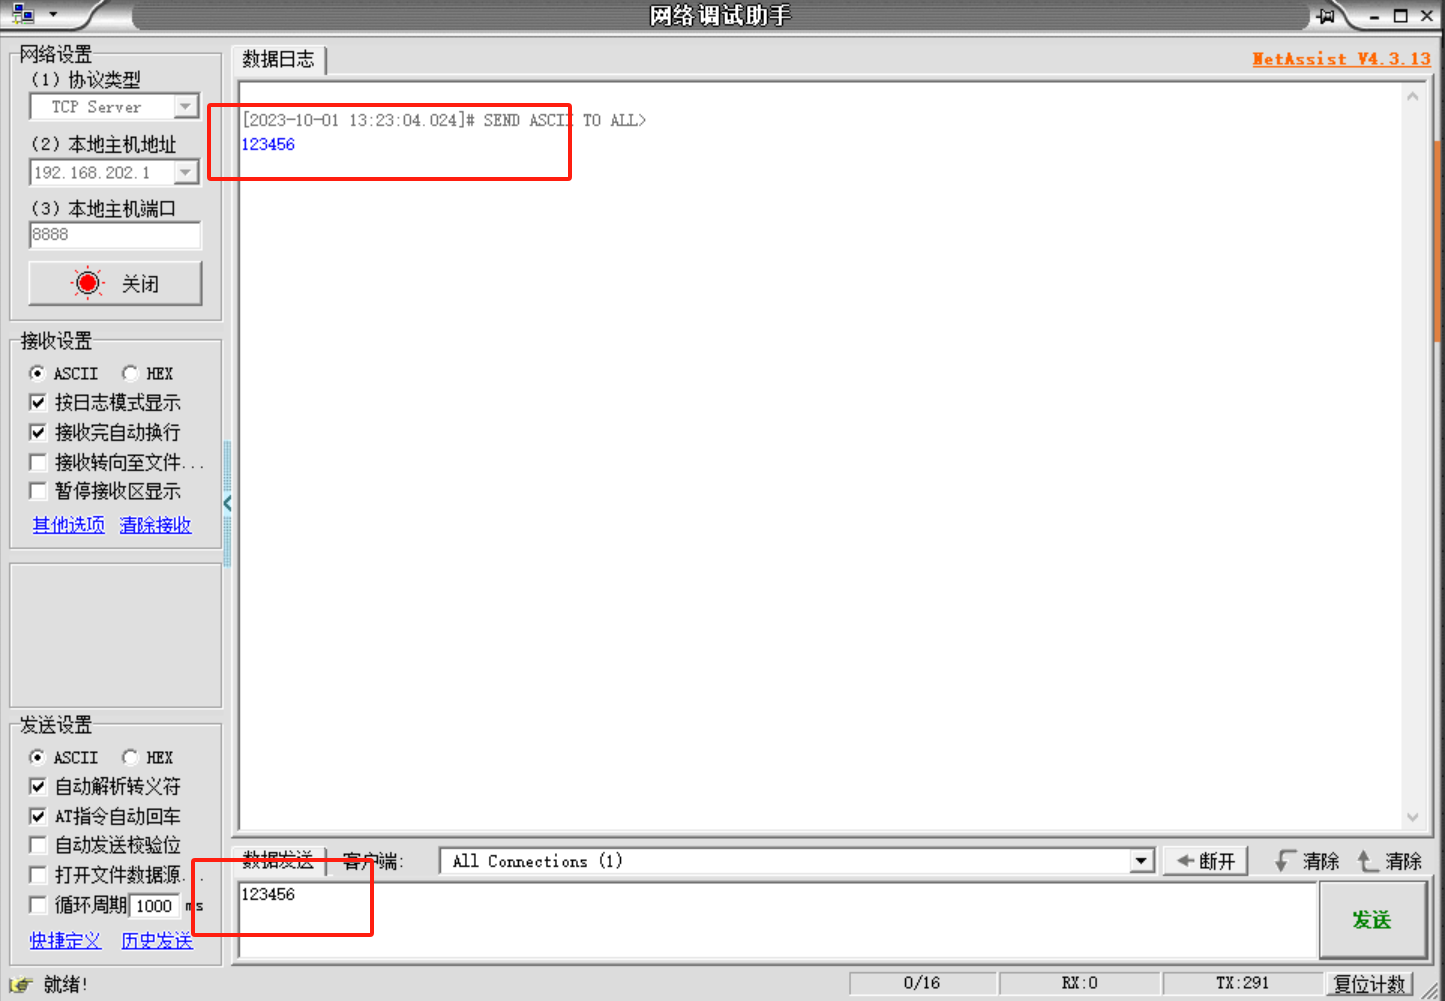 网络调试助手
网络设置
(1) 协议类型
TCP Server
(2) 本地主机地址
192.168.202.1
(3) 本地主机端口
8888
关闭
接收设置
ASCII HEX
按日志模式显示
接收完自动换行
接收转向至文件...
暂停接收区显示
其他选项 清除接收
发送设置
ASCII HEX
自动解析转义符
AT指令自动回车
自动发送校验位
打开文件数据源...
循环周期 1000 ms
快捷定义 历史发送
数据日志
NetAssist V4.3.13
[2023-10-01 13:23:04.024]# SEND ASCII TO ALL>
123456
数据发送 客户端: All Connections (1) 断开 清除 清除
123456
发送
就绪! 0/16 RX:0 TX:291 复位计数